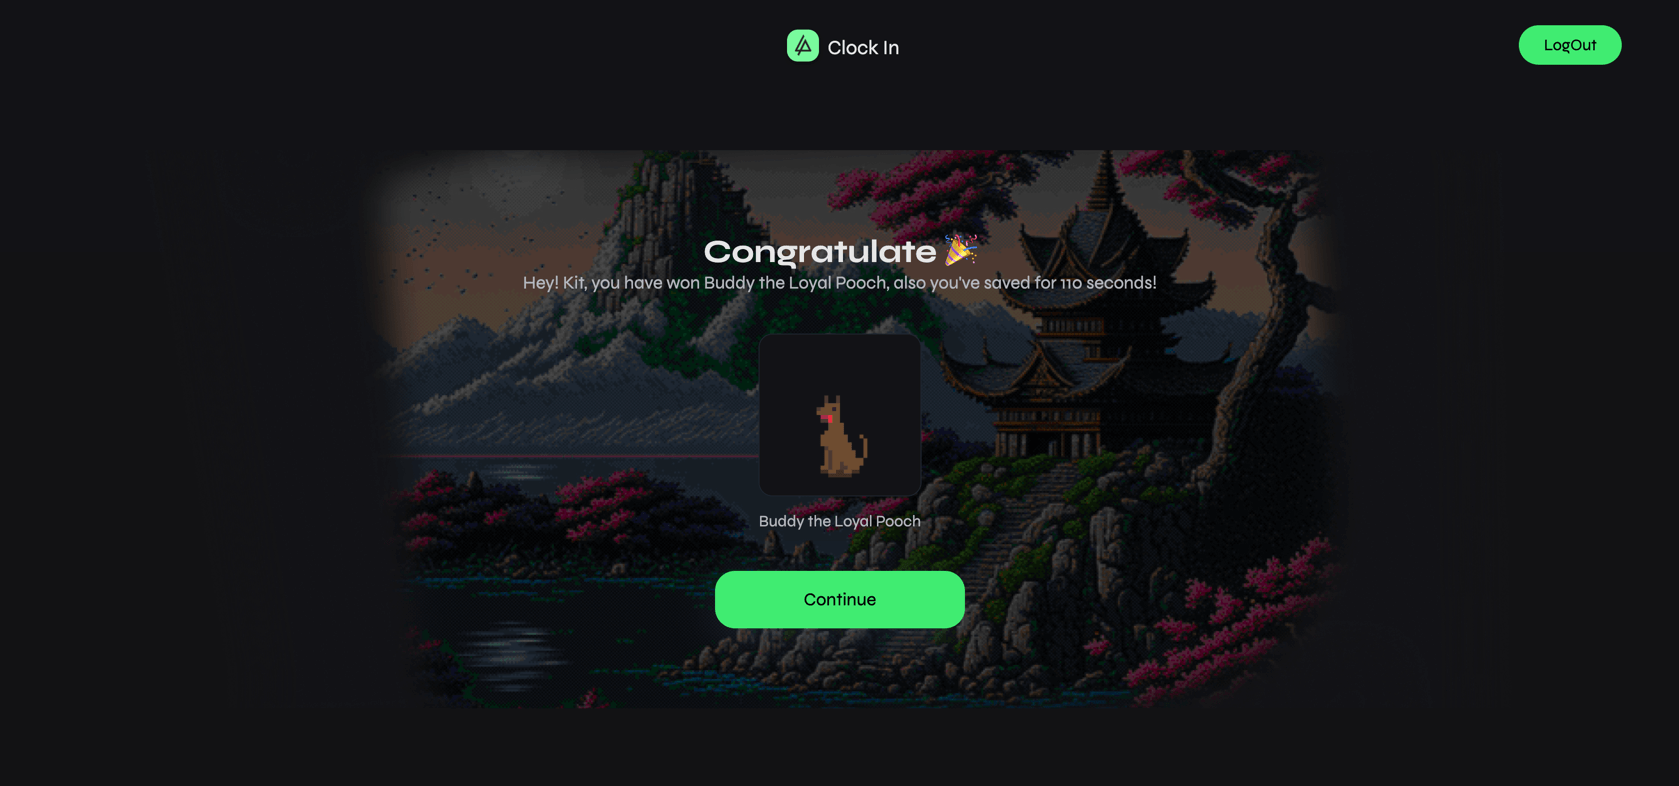 Clock In
LogOut
Congratulate 🎉
Hey! Kit, you have won Buddy the Loyal Pooch, also you've saved for 110 seconds!
Buddy the Loyal Pooch
Continue